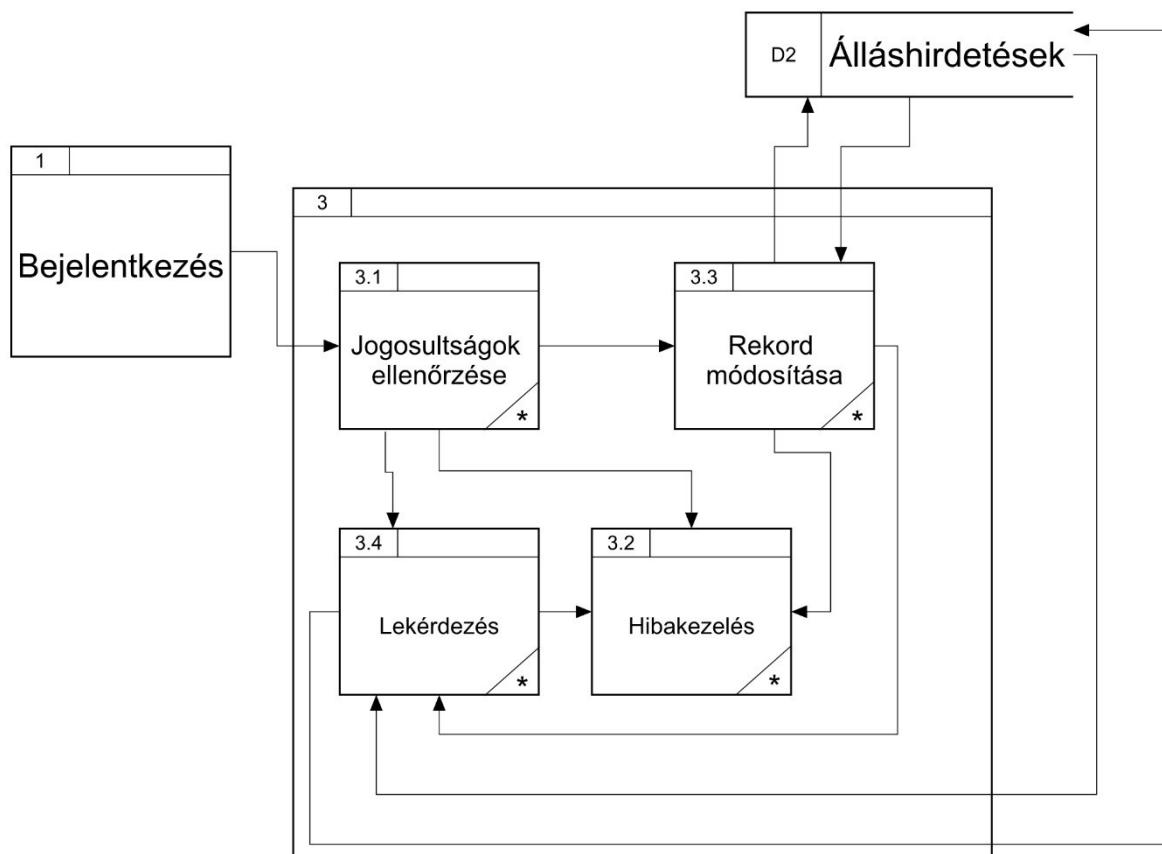 D2
Álláshirdetések
1
Bejelentkezés
3
3.1
Jogosultságok
ellenőrzése
*
3.3
Rekord
módosítása
*
3.4
Lekérdezés
*
3.2
Hibakezelés
*